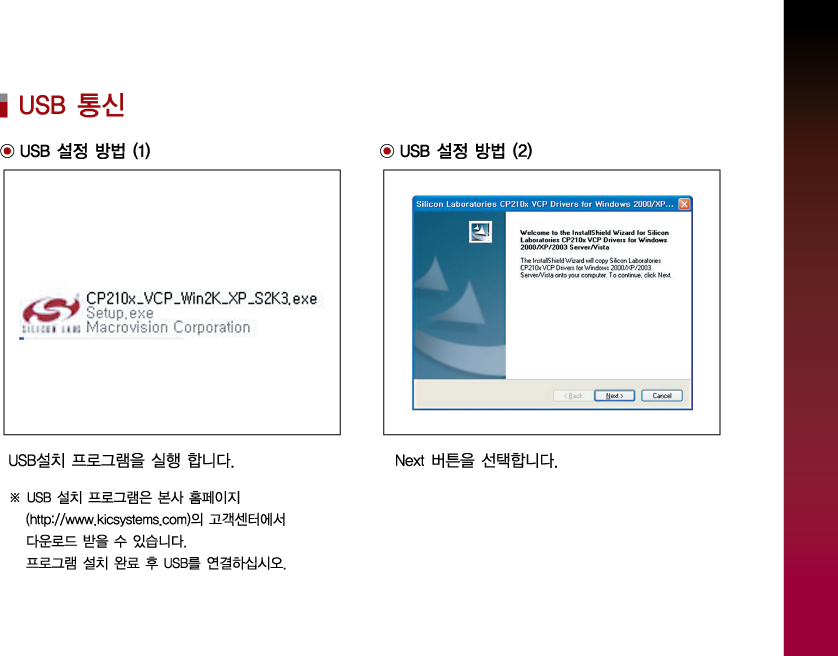 USB 통신
USB 설정 방법 (1)
CP210x_VCP_Win2K_XP_S2K3.exe
Setup.exe
Macrovision Corporation
SILICON LABS
USB설치 프로그램을 실행 합니다.
※ USB 설치 프로그램은 본사 홈페이지
(http://www.kicsystems.com)의 고객센터에서
다운로드 받을 수 있습니다.
프로그램 설치 완료 후 USB를 연결하십시오.
USB 설정 방법 (2)
Silicon Laboratories CP210x VCP Drivers for Windows 2000/XP...
Welcome to the InstallShield Wizard for Silicon
Laboratories CP210x VCP Drivers for Windows
2000/XP/2003 Server/Vista
The InstallShield Wizard will copy Silicon Laboratories
CP210x VCP Drivers for Windows 2000/XP/2003
Server/Vista onto your computer. To continue, click Next.
< Back
Next >
Cancel
Next 버튼을 선택합니다.